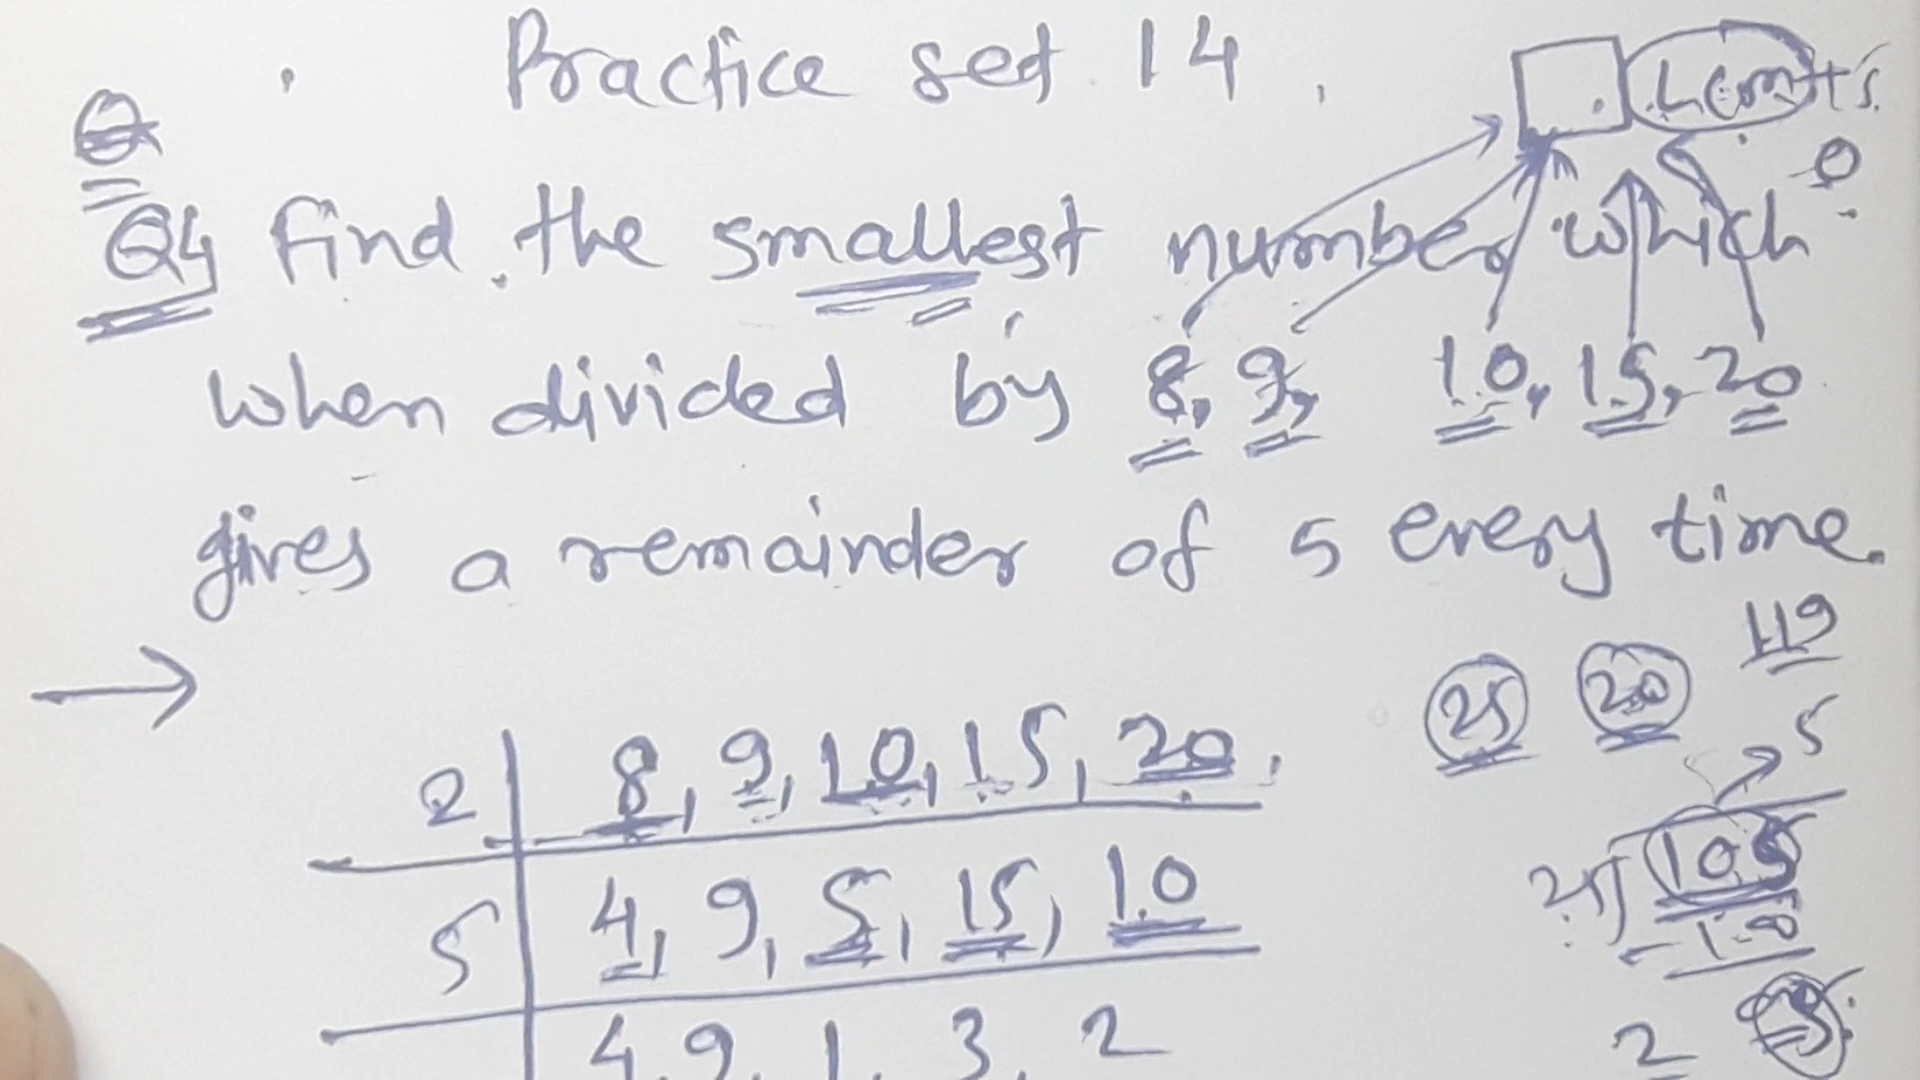 Practice set 14.
Q
Q4 Find the smallest number which
when divided by 8, 9, 10, 15, 20
gives a remainder of 5 every time.
119
25 20
5
2 8, 9, 10, 15, 20
105
5 4, 9, 5, 15, 10
4, 9, 1, 3, 2
2